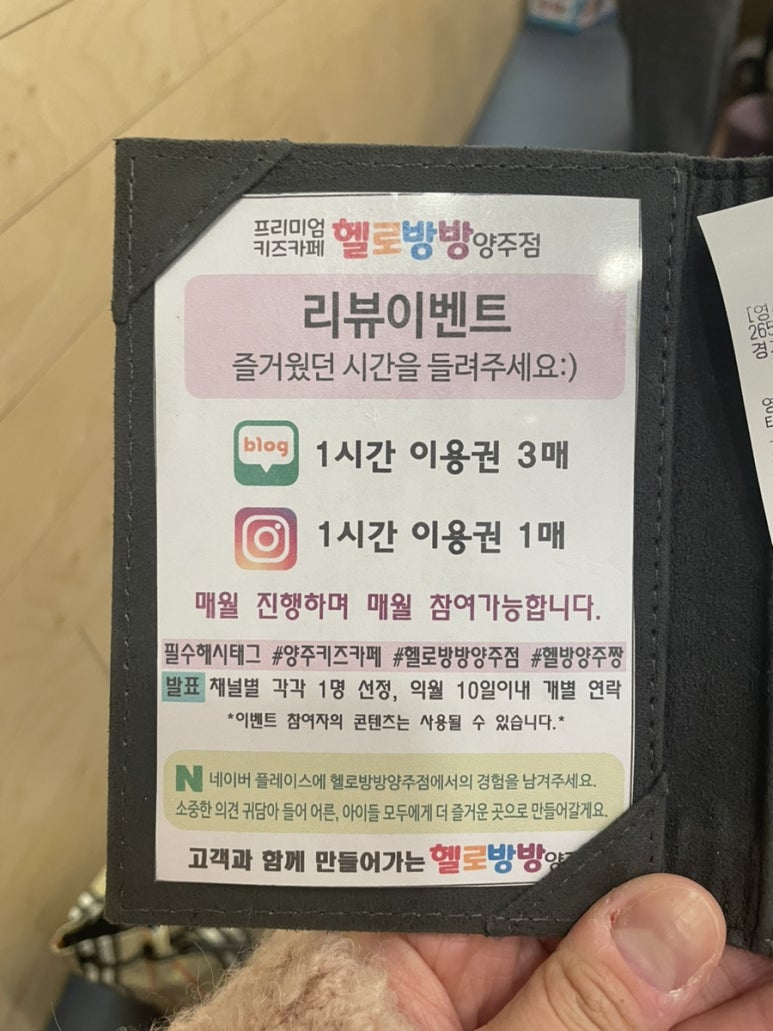 프리미엄
키즈카페 헬로방방양주점
리뷰이벤트
즐거웠던 시간을 들려주세요:)
blog 1시간 이용권 3매
1시간 이용권 1매
매월 진행하며 매월 참여가능합니다.
필수해시태그 #양주키즈카페 #헬로방방양주점 #헬방양주짱
발표 채널별 각각 1명 선정, 익월 10일이내 개별 연락
*이벤트 참여자의 콘텐츠는 사용될 수 있습니다.*
N 네이버 플레이스에 헬로방방양주점에서의 경험을 남겨주세요.
소중한 의견 귀담아 들어 어른, 아이들 모두에게 더 즐거운 곳으로 만들어갈게요.
고객과 함께 만들어가는 헬로방방양
[영
265
경
영